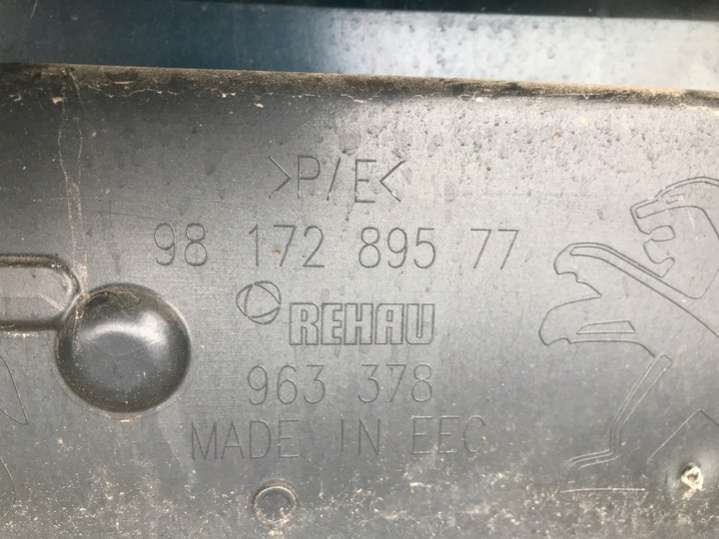 >P/E<
98 172 895 77
REHAU
963 378
MADE IN EEC